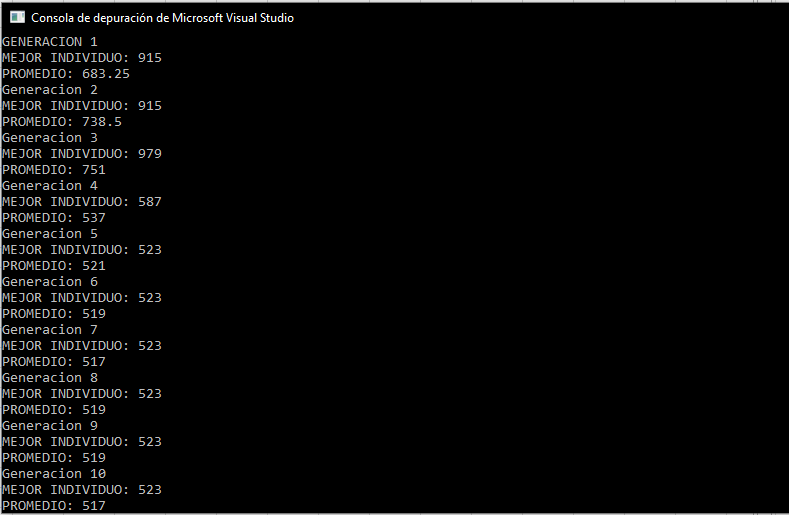 Consola de depuración de Microsoft Visual Studio
GENERACION 1
MEJOR INDIVIDUO: 915
PROMEDIO: 683.25
Generacion 2
MEJOR INDIVIDUO: 915
PROMEDIO: 738.5
Generacion 3
MEJOR INDIVIDUO: 979
PROMEDIO: 751
Generacion 4
MEJOR INDIVIDUO: 587
PROMEDIO: 537
Generacion 5
MEJOR INDIVIDUO: 523
PROMEDIO: 521
Generacion 6
MEJOR INDIVIDUO: 523
PROMEDIO: 519
Generacion 7
MEJOR INDIVIDUO: 523
PROMEDIO: 517
Generacion 8
MEJOR INDIVIDUO: 523
PROMEDIO: 519
Generacion 9
MEJOR INDIVIDUO: 523
PROMEDIO: 519
Generacion 10
MEJOR INDIVIDUO: 523
PROMEDIO: 517